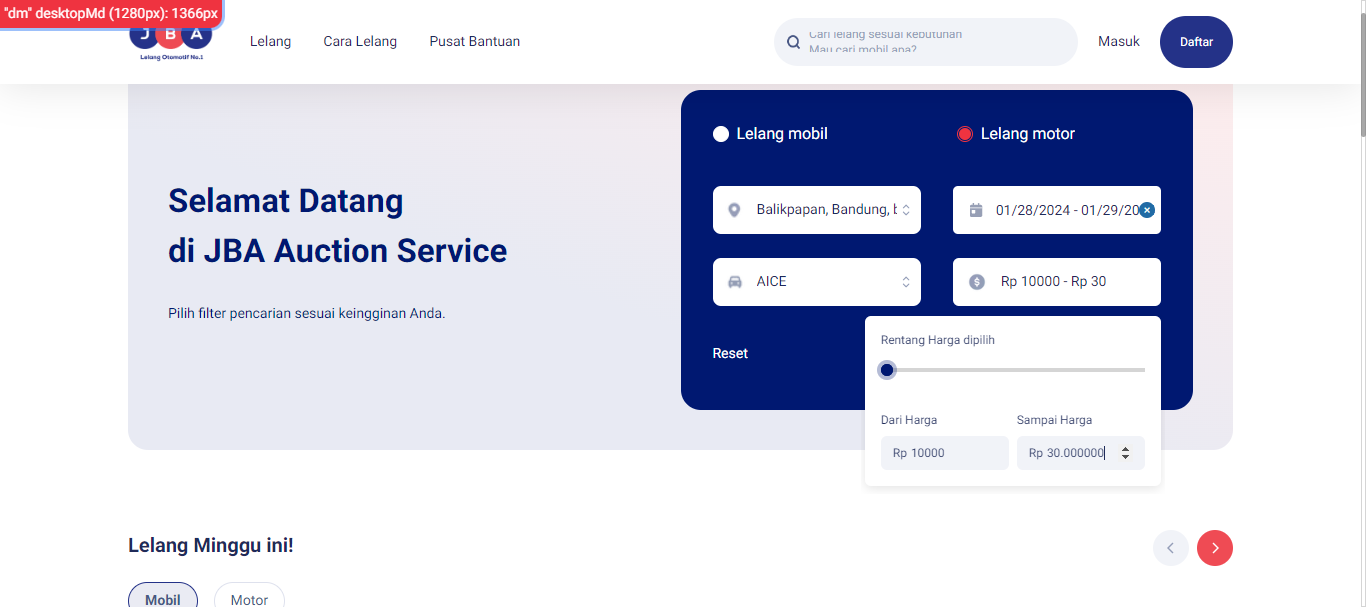 "dm" desktopMd (1280px): 1366px
JBA
Lelang Otomotif No.1
Lelang
Cara Lelang
Pusat Bantuan
Cari lelang sesuai kebutuhan
Mau cari mobil apa?
Masuk
Daftar
Selamat Datang
di JBA Auction Service
Pilih filter pencarian sesuai keingginan Anda.
Lelang mobil
Lelang motor
Balikpapan, Bandung,
01/28/2024 - 01/29/20
AICE
Rp 10000 - Rp 30
Reset
Rentang Harga dipilih
Dari Harga
Sampai Harga
Rp 10000
Rp 30.000000
Lelang Minggu ini!
Mobil
Motor